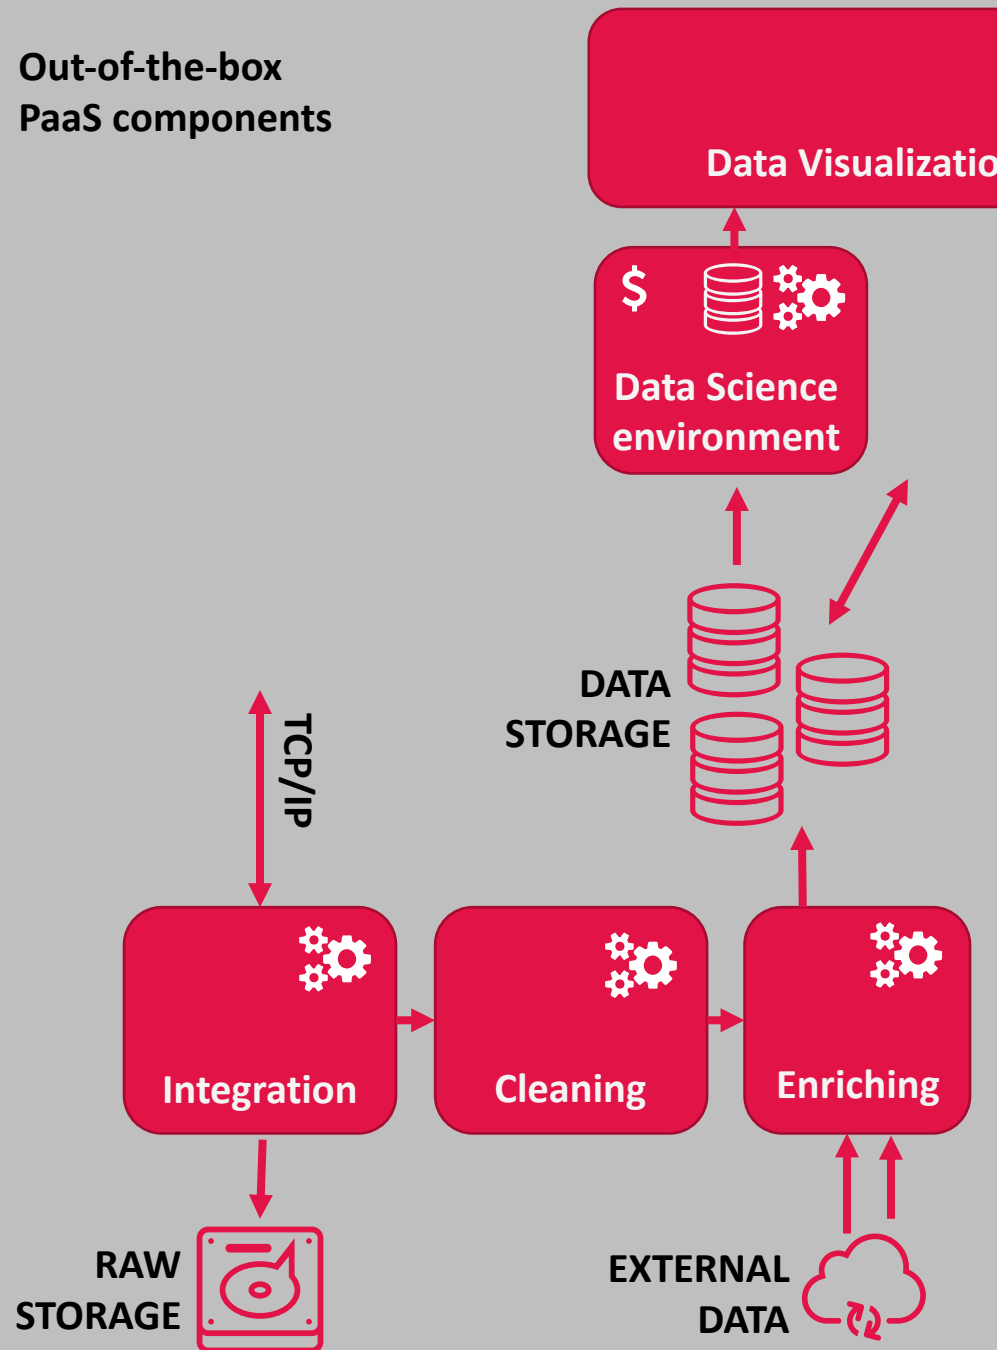 Out-of-the-box
PaaS components
Data Visualizatio
$
Data Science
environment
DATA
STORAGE
TCP/IP
Integration
Cleaning
Enriching
RAW
STORAGE
EXTERNAL
DATA